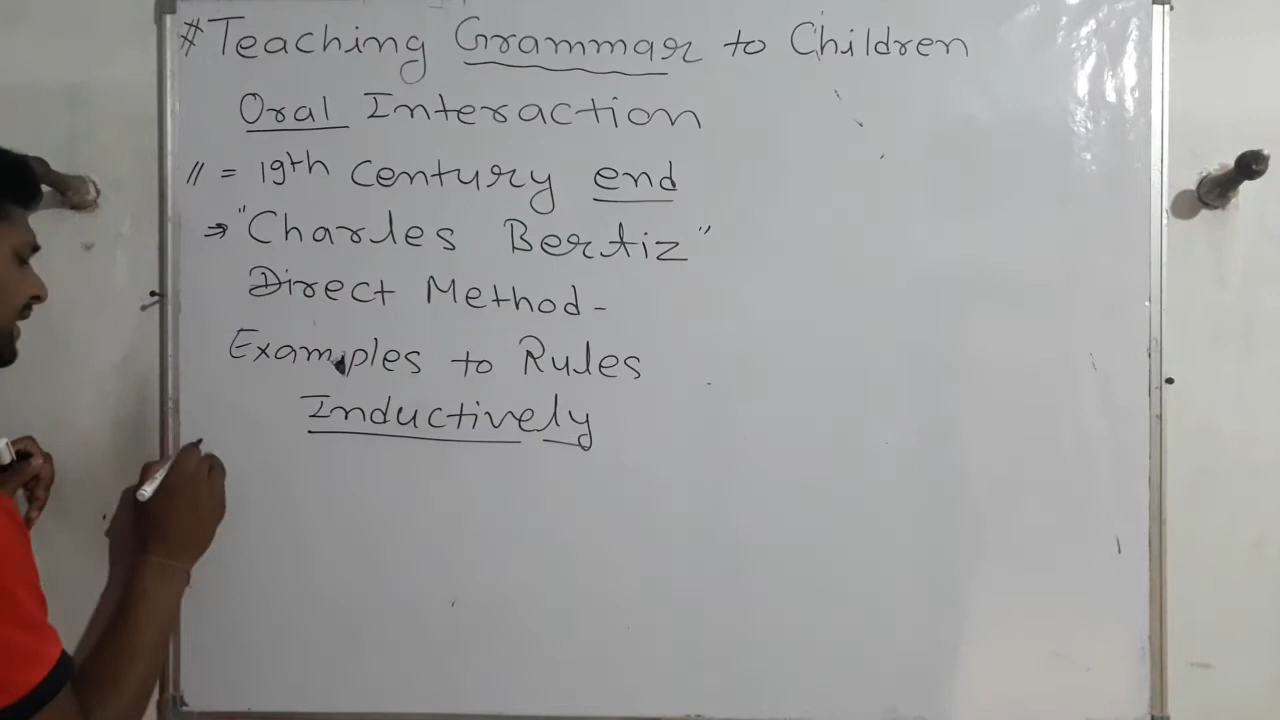 #Teaching Grammar to Children
Oral Interaction
// = 19th century end
→ "Charles Bertiz"
Direct Method -
Examples to Rules
Inductively